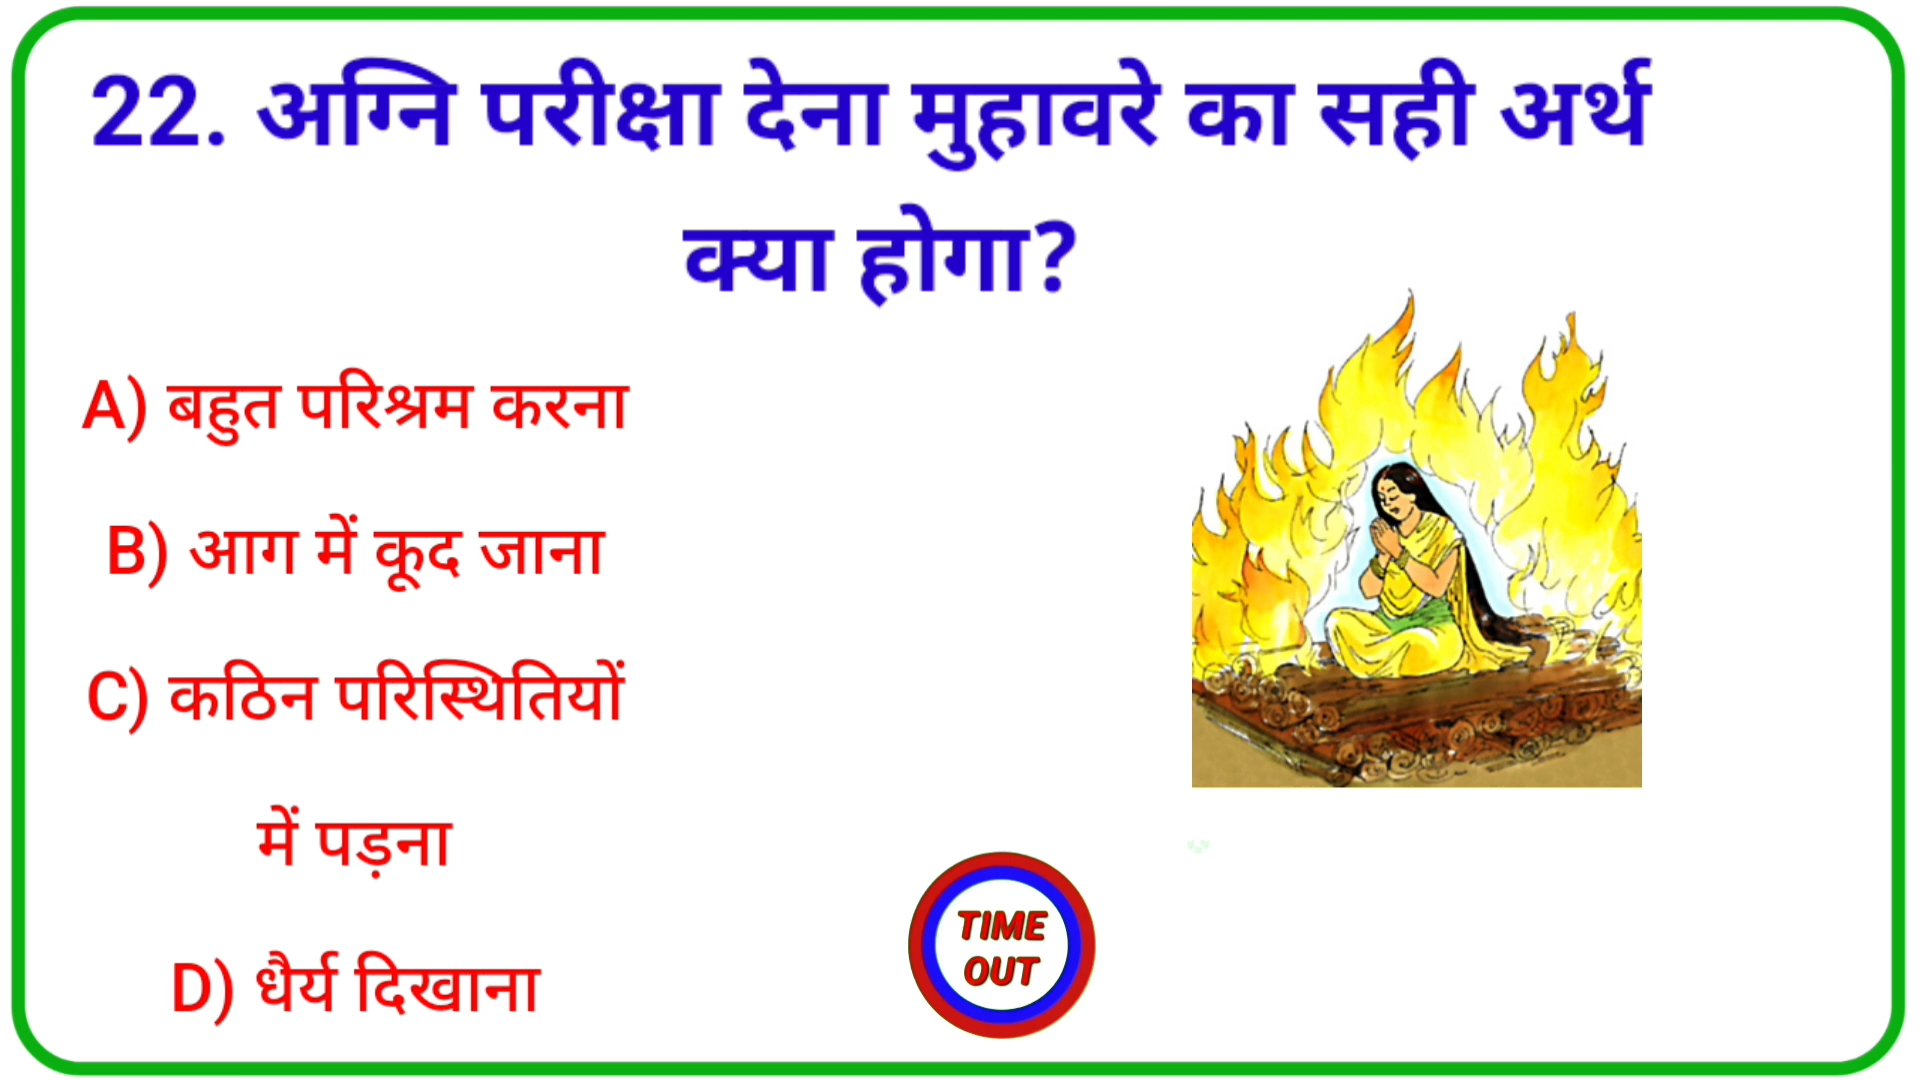 22. अग्नि परीक्षा देना मुहावरे का सही अर्थ
क्या होगा?
A) बहुत परिश्रम करना
B) आग में कूद जाना
C) कठिन परिस्थितियों
में पड़ना
D) धैर्य दिखाना
TIME
OUT